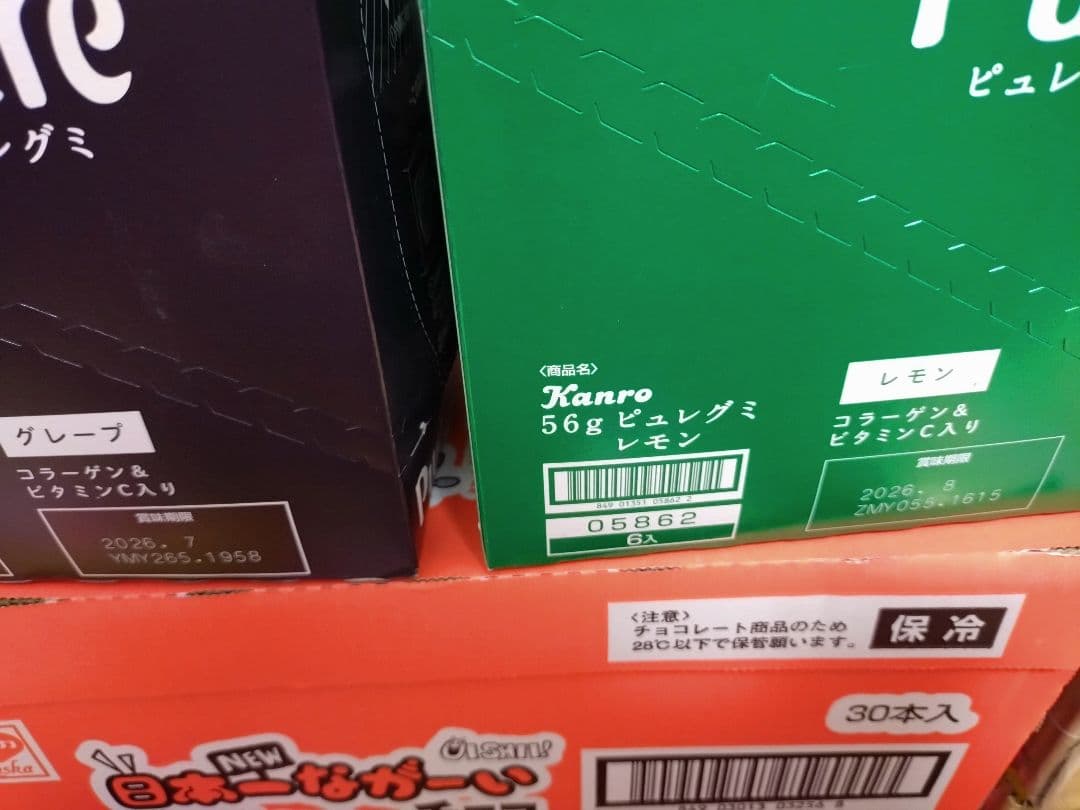 レグミ
グレープ
コラーゲン&
ビタミンC入り
賞味期限
2026. 7
YMY265.1958
ピュレ
〈商品名〉
Kanro
56g ピュレグミ
レモン
849 01351 05862 2
05862
6入
レモン
コラーゲン&
ビタミンC入り
賞味期限
2026. 8
ZMY055.1615
〈注意〉
チョコレート商品のため
28℃以下で保管願います。
保冷
30本入
NEW
OISHII!
日本一ながーい